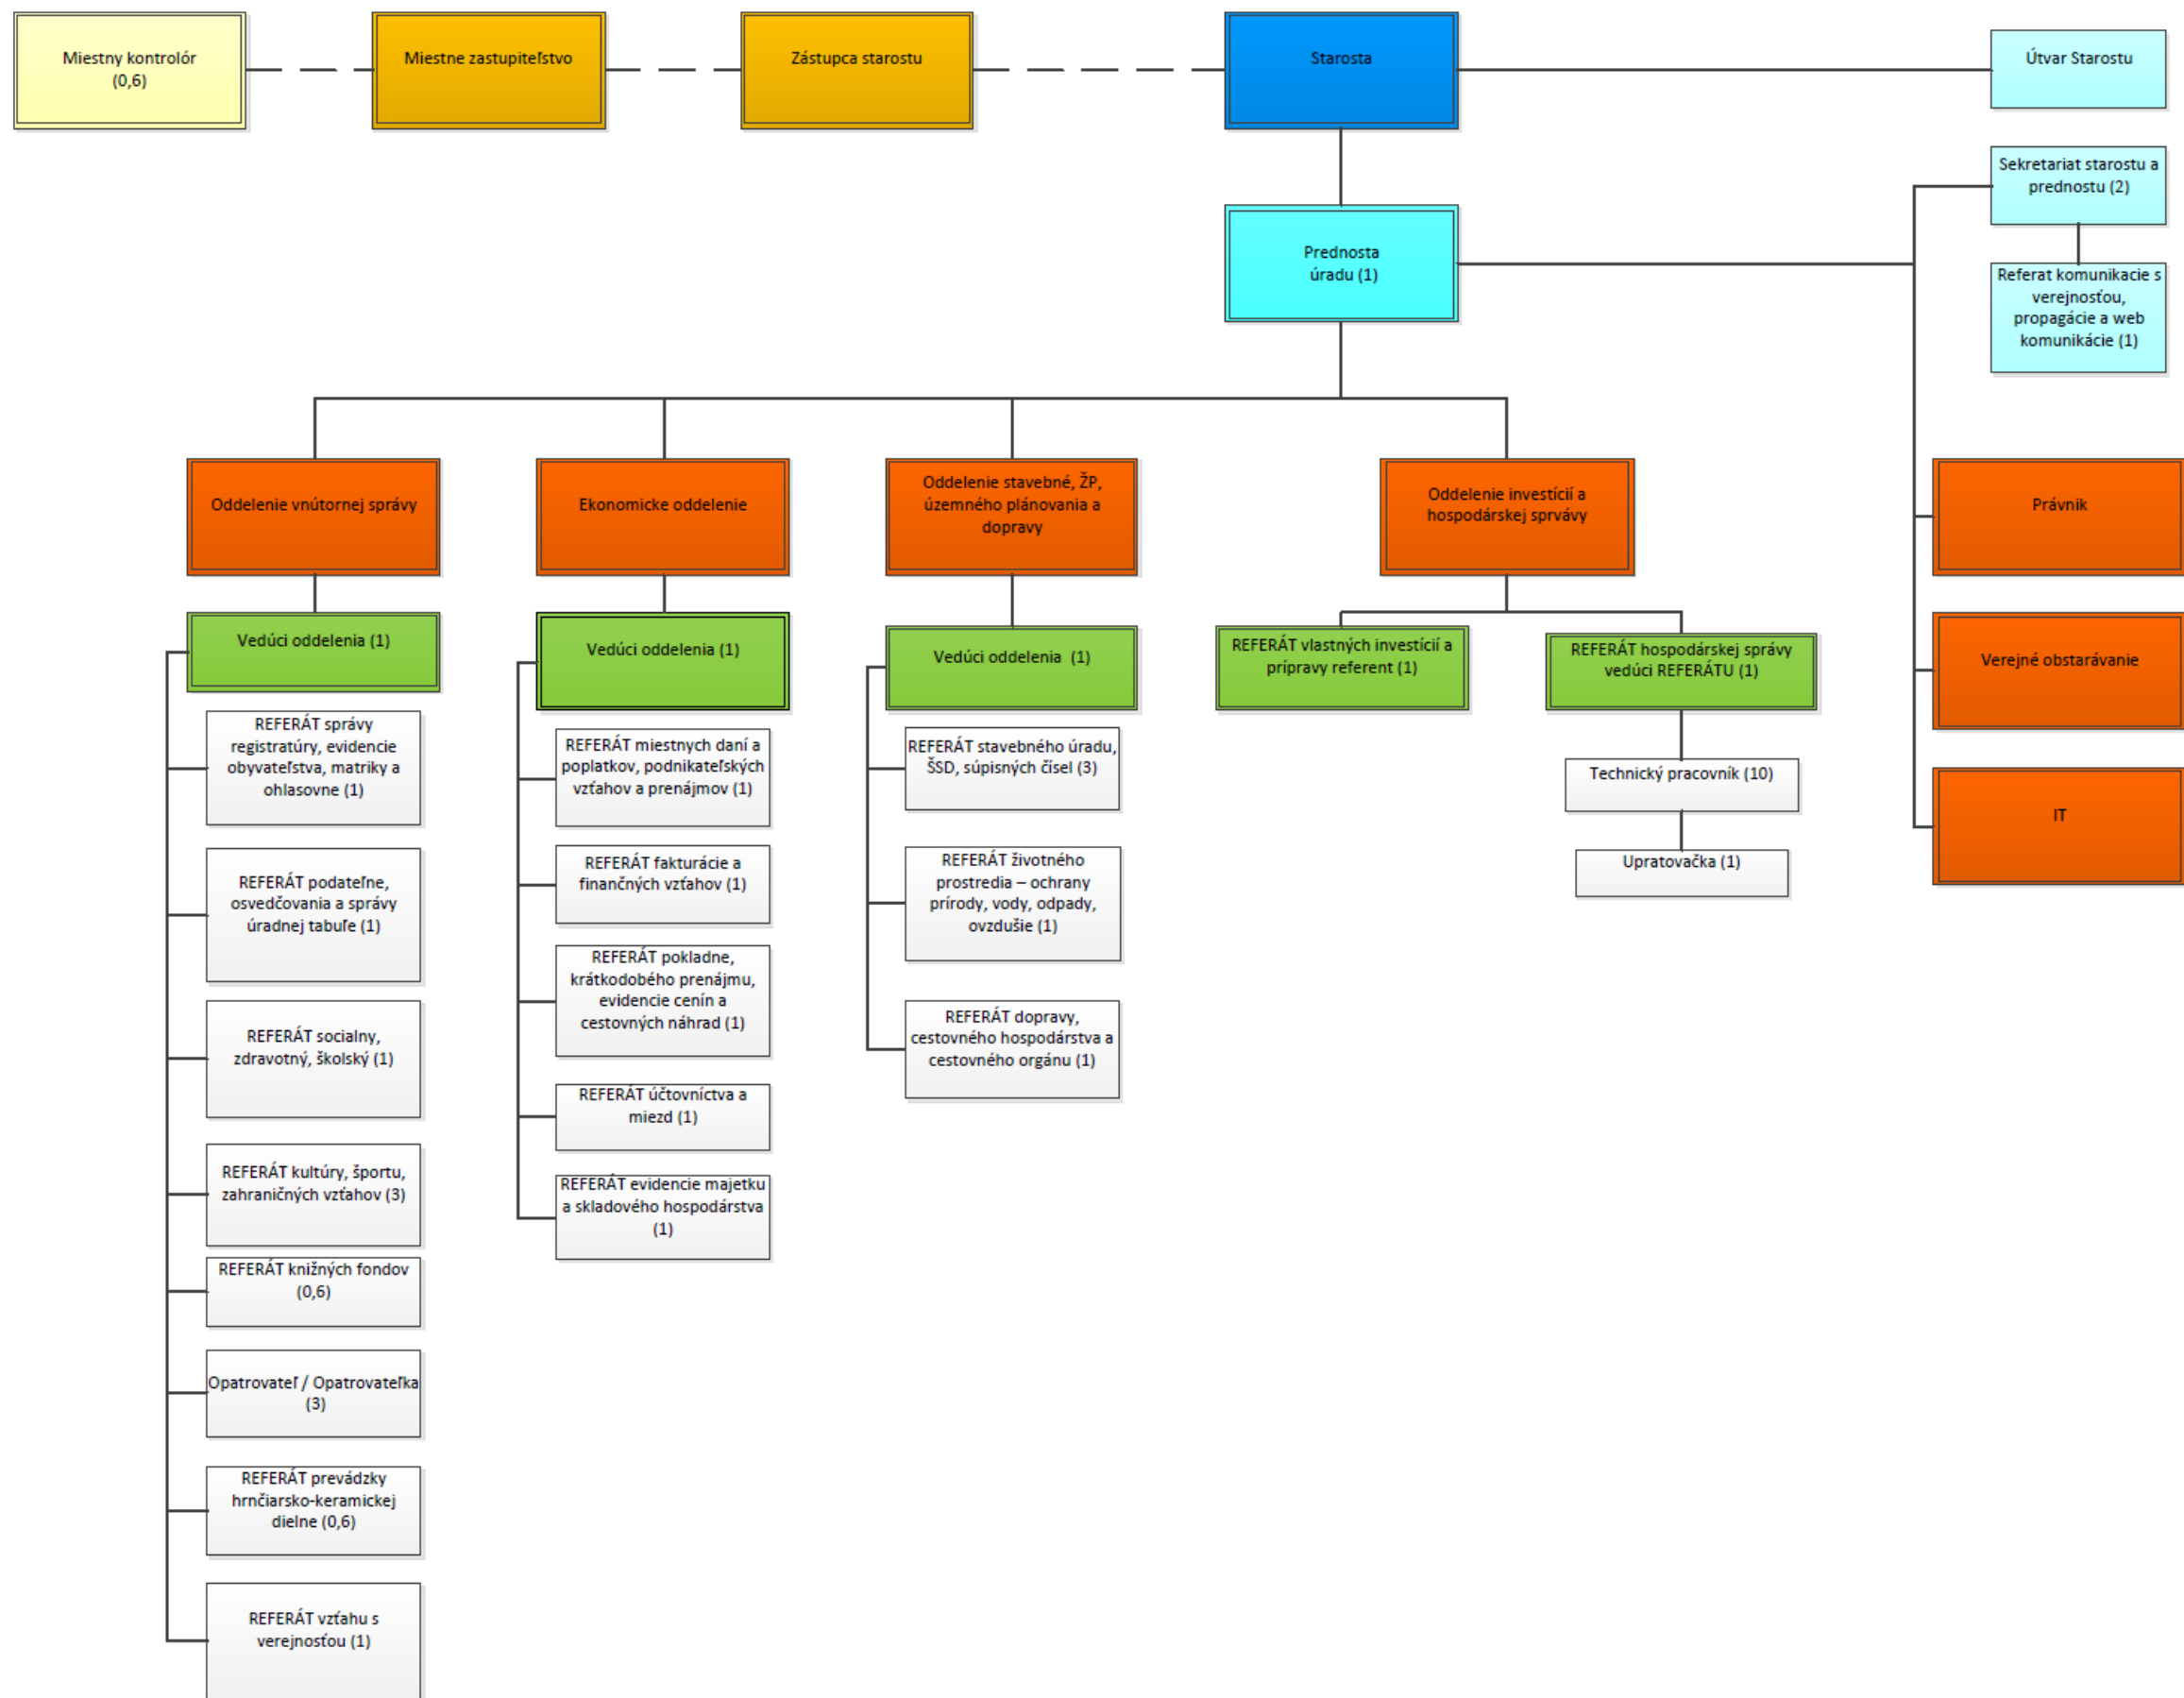 Miestny kontrolór
(0,6)
Miestne zastupiteľstvo
Zástupca starostu
Starosta
Útvar Starostu
Sekretariat starostu a
prednostu (2)
Prednosta
úradu (1)
Referat komunikacie s
verejnosťou,
propagácie a web
komunikácie (1)
Oddelenie vnútornej správy
Ekonomicke oddelenie
Oddelenie stavebné, ŽP,
územného plánovania a
dopravy
Oddelenie investícií a
hospodárskej sprvávy
Právnik
Vedúci oddelenia (1)
REFERÁT správy
registratúry, evidencie
obyvateľstva, matriky a
ohlasovne (1)
REFERÁT podateľne,
osvedčovania a správy
úradnej tabuľe (1)
REFERÁT socialny,
zdravotný, školský (1)
REFERÁT kultúry, športu,
zahraničných vzťahov (3)
REFERÁT knižných fondov
(0,6)
Opatrovateľ / Opatrovateľka
(3)
REFERÁT prevádzky
hrnčiarsko-keramickej
dielne (0,6)
REFERÁT vzťahu s
verejnosťou (1)
Vedúci oddelenia (1)
REFERÁT miestnych daní a
poplatkov, podnikateľských
vzťahov a prenájmov (1)
REFERÁT fakturácie a
finančných vzťahov (1)
REFERÁT pokladne,
krátkodobého prenájmu,
evidencie cenín a
cestovných náhrad (1)
REFERÁT účtovníctva a
miezd (1)
REFERÁT evidencie majetku
a skladového hospodárstva
(1)
Vedúci oddelenia (1)
REFERÁT stavebného úradu,
ŠSD, súpisných čísel (3)
REFERÁT životného
prostredia – ochrany
prírody, vody, odpady,
ovzdušie (1)
REFERÁT dopravy,
cestovného hospodárstva a
cestovného orgánu (1)
REFERÁT vlastných investícií a
prípravy referent (1)
REFERÁT hospodárskej správy
vedúci REFERÁTU (1)
Technický pracovník (10)
Upratovačka (1)
Verejné obstarávanie
IT